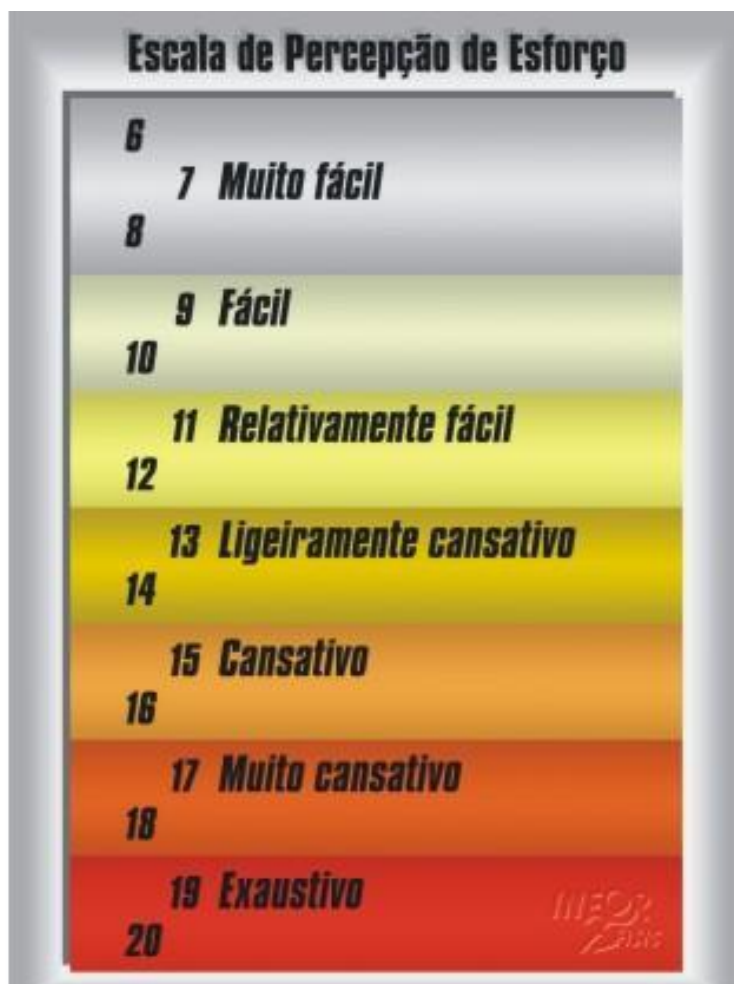 Escala de Percepção de Esforço
6
7 Muito fácil
8
9 Fácil
10
11 Relativamente fácil
12
13 Ligeiramente cansativo
14
15 Cansativo
16
17 Muito cansativo
18
19 Exaustivo
20